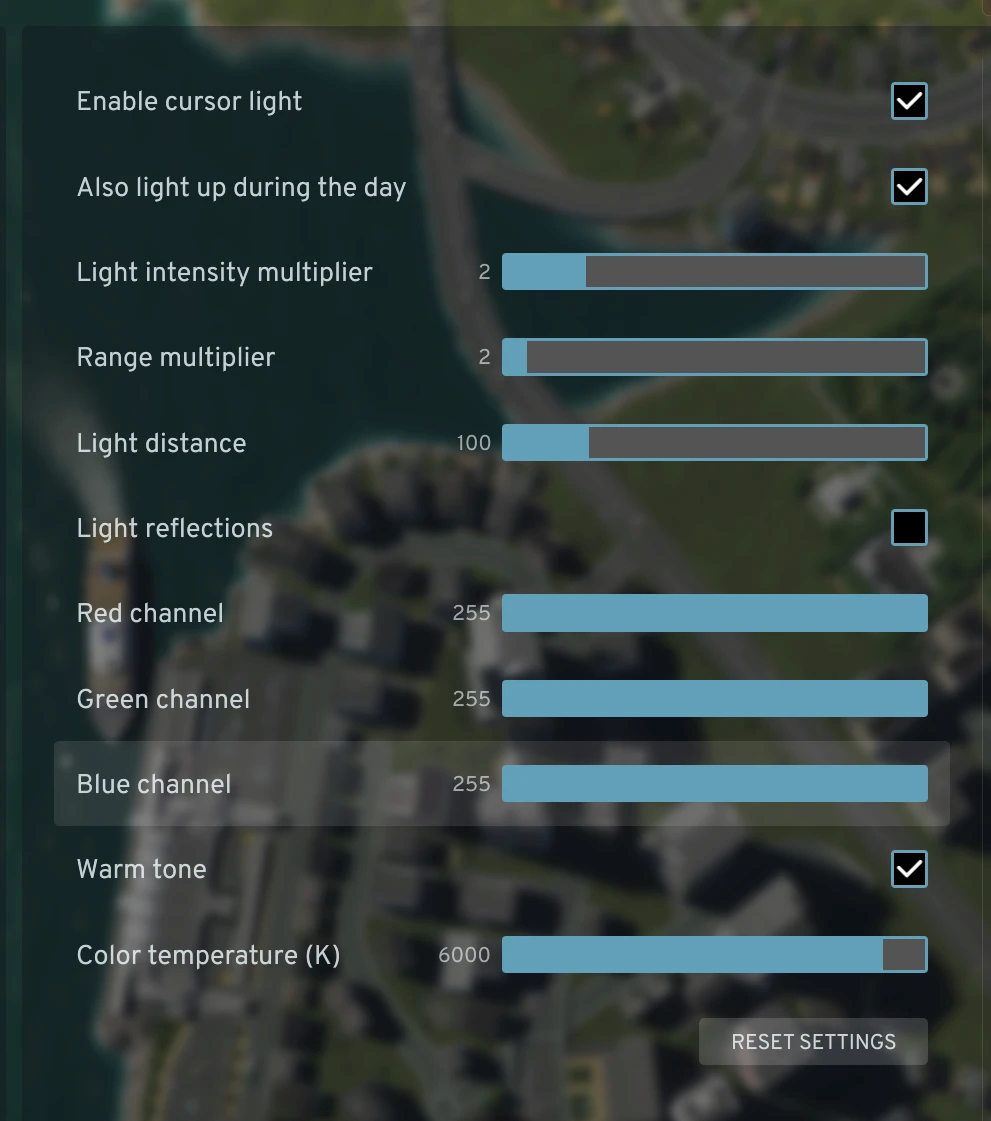 Enable cursor light
Also light up during the day
Light intensity multiplier 2
Range multiplier 2
Light distance 100
Light reflections
Red channel 255
Green channel 255
Blue channel 255
Warm tone
Color temperature (K) 6000
RESET SETTINGS